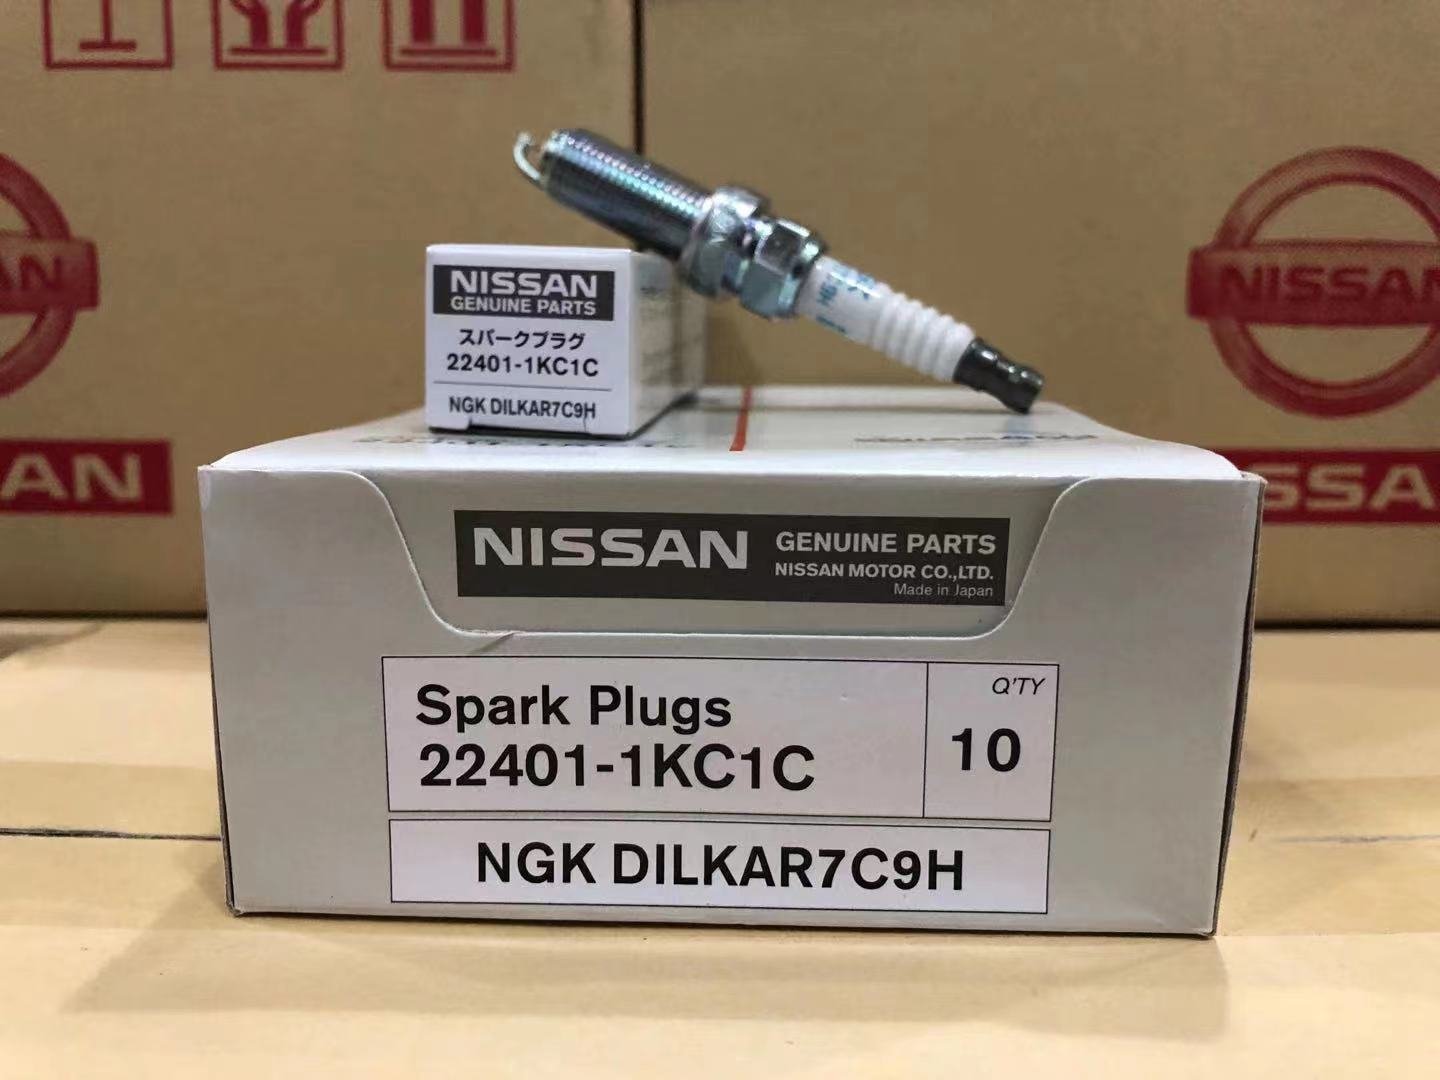 NISSAN
GENUINE PARTS
スパークプラグ
22401-1KC1C
NGK DILKAR7C9H
NISSAN
GENUINE PARTS
NISSAN MOTOR CO.,LTD.
Made in Japan
Spark Plugs
22401-1KC1C
Q'TY
10
NGK DILKAR7C9H
AN
AN
NISSAN
SSA